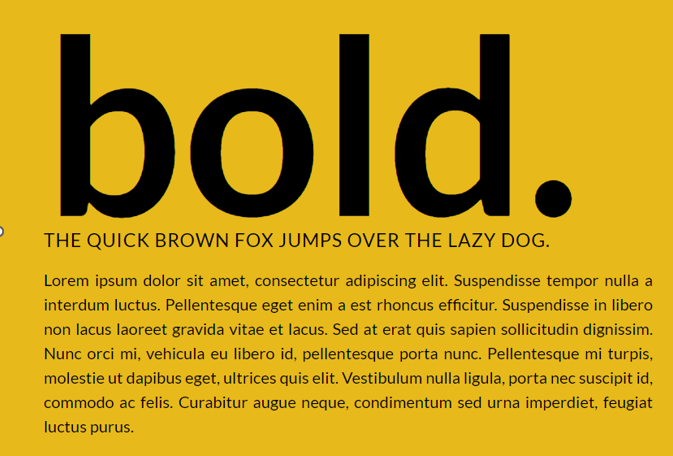 bold.
THE QUICK BROWN FOX JUMPS OVER THE LAZY DOG.
Lorem ipsum dolor sit amet, consectetur adipiscing elit. Suspendisse tempor nulla a
interdum luctus. Pellentesque eget enim a est rhoncus efficitur. Suspendisse in libero
non lacus laoreet gravida vitae et lacus. Sed at erat quis sapien sollicitudin dignissim.
Nunc orci mi, vehicula eu libero id, pellentesque porta nunc. Pellentesque mi turpis,
molestie ut dapibus eget, ultrices quis elit. Vestibulum nulla ligula, porta nec suscipit id,
commodo ac felis. Curabitur augue neque, condimentum sed urna imperdiet, feugiat
luctus purus.